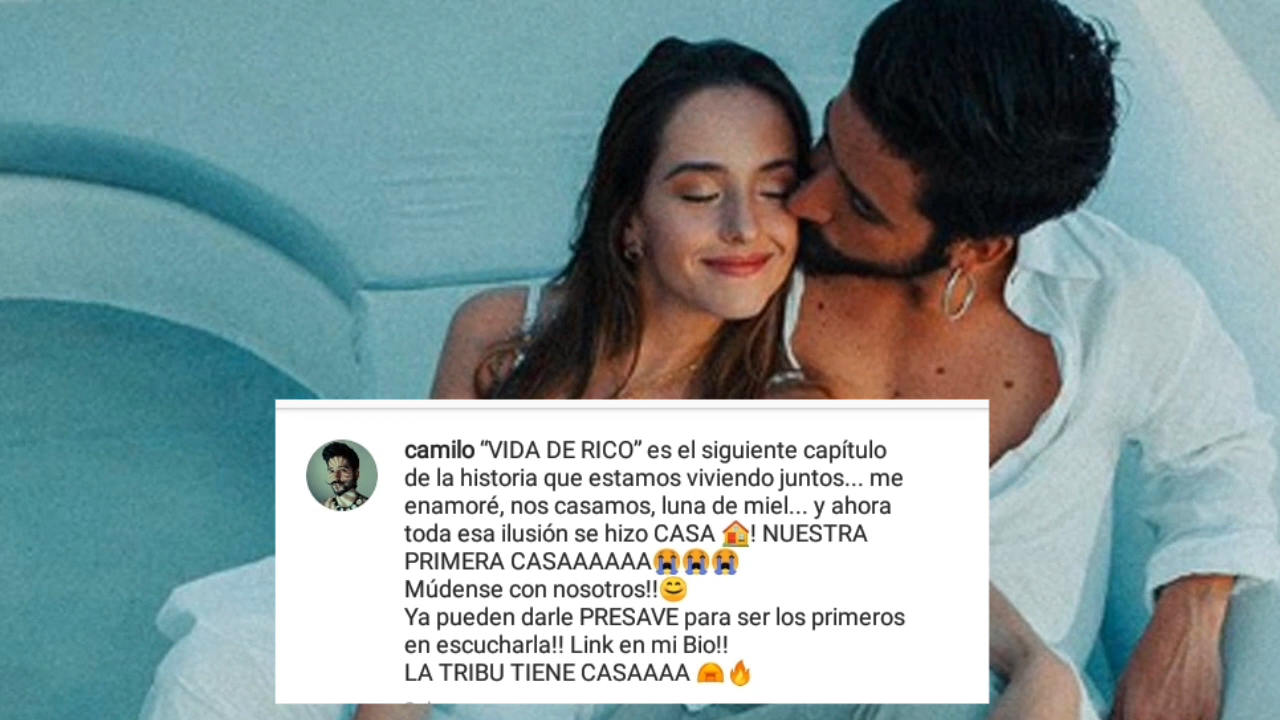 camilo “VIDA DE RICO” es el siguiente capítulo
de la historia que estamos viviendo juntos... me
enamoré, nos casamos, luna de miel... y ahora
toda esa ilusión se hizo CASA 🏠! NUESTRA
PRIMERA CASAAAAAA😭😭😭
Múdense con nosotros!!😊
Ya pueden darle PRESAVE para ser los primeros
en escucharla!! Link en mi Bio!!
LA TRIBU TIENE CASAAAA 🛖🔥